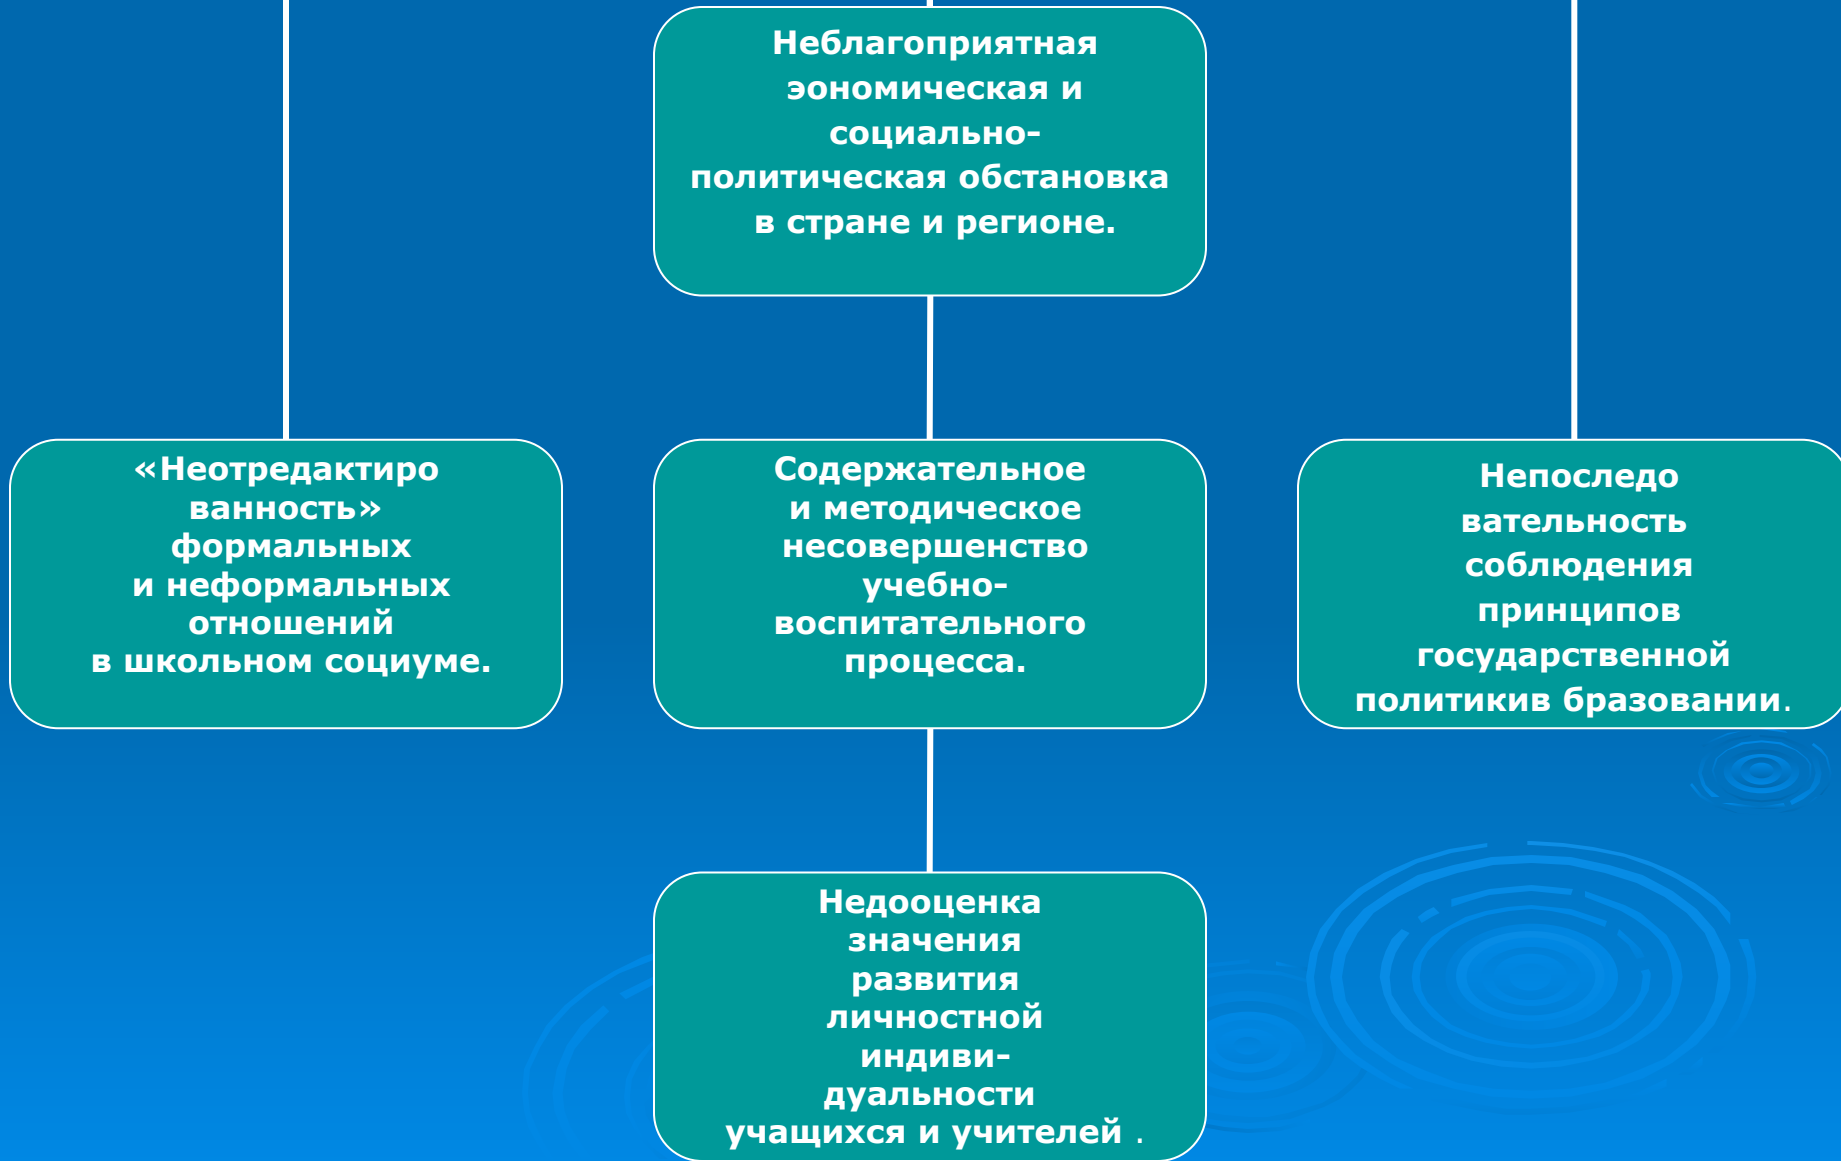 Неблагоприятная
эономическая и
социально-
политическая обстановка
в стране и регионе.
«Неотредактиро
ванность»
формальных
и неформальных
отношений
в школьном социуме.
Содержательное
и методическое
несовершенство
учебно-
воспитательного
процесса.
Непоследо
вательность
соблюдения
принципов
государственной
политикив бразовании.
Недооценка
значения
развития
личностной
индиви-
дуальности
учащихся и учителей .